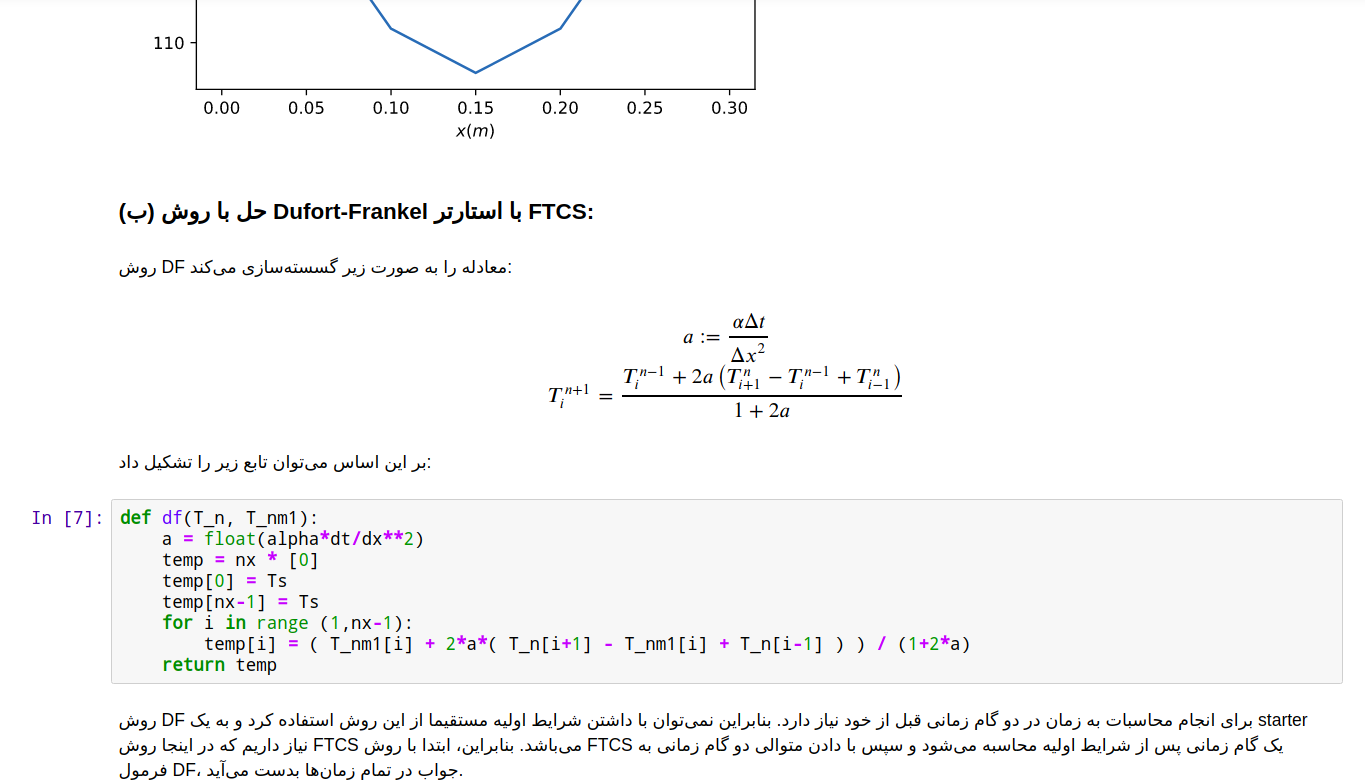 110
0.00 0.05 0.10 0.15 0.20 0.25 0.30
x(m)
(ب) حل با روش Dufort-Frankel با استارتر FTCS:
روش DF معادله را به صورت زیر گسسته‌سازی می‌کند:
a := αΔt / Δx^2
T_i^{n+1} = (T_i^{n−1} + 2a (T_{i+1}^n − T_i^{n−1} + T_{i−1}^n)) / (1 + 2a)
بر این اساس می‌توان تابع زیر را تشکیل داد:
In [7]: def df(T_n, T_nm1):
    a = float(alpha*dt/dx**2)
    temp = nx * [0]
    temp[0] = Ts
    temp[nx-1] = Ts
    for i in range (1,nx-1):
        temp[i] = ( T_nm1[i] + 2*a*( T_n[i+1] - T_nm1[i] + T_n[i-1] ) ) / (1+2*a)
    return temp
روش DF برای انجام محاسبات به زمان در دو گام زمانی قبل از خود نیاز دارد. بنابراین نمی‌توان با داشتن شرایط اولیه مستقیما از این روش استفاده کرد و به یک starter
نیاز داریم که در اینجا روش FTCS می‌باشد. بنابراین، ابتدا با روش FTCS یک گام زمانی پس از شرایط اولیه محاسبه می‌شود و سپس با دادن متوالی دو گام زمانی به
فرمول DF، جواب در تمام زمان‌ها بدست می‌آید.